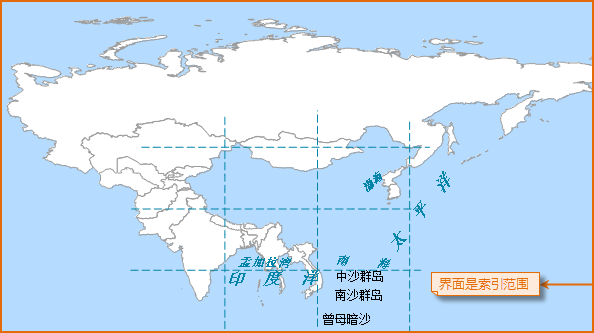 渤海
太平洋
孟加拉湾
南海
印度洋
中沙群岛
南沙群岛
曾母暗沙
界面是索引范围